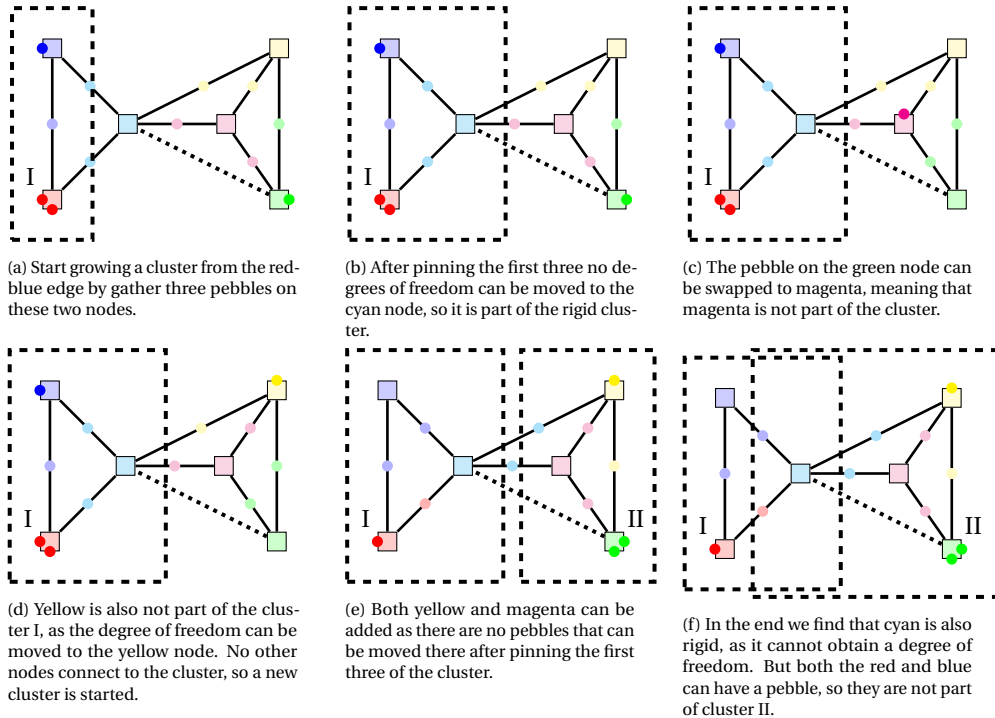 I
I
I
(a) Start growing a cluster from the red-
blue edge by gather three pebbles on
these two nodes.
(b) After pinning the first three no de-
grees of freedom can be moved to the
cyan node, so it is part of the rigid clus-
ter.
(c) The pebble on the green node can
be swapped to magenta, meaning that
magenta is not part of the cluster.
I
I
II
I
II
(d) Yellow is also not part of the clus-
ter I, as the degree of freedom can be
moved to the yellow node. No other
nodes connect to the cluster, so a new
cluster is started.
(e) Both yellow and magenta can be
added as there are no pebbles that can
be moved there after pinning the first
three of the cluster.
(f) In the end we find that cyan is also
rigid, as it cannot obtain a degree of
freedom. But both the red and blue
can have a pebble, so they are not part
of cluster II.